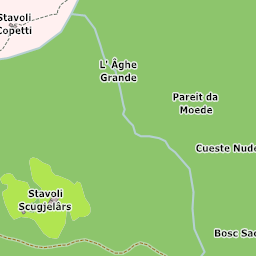 Stavoli
Copetti
L' Âghe
Grande
Pareit da
Moede
Cueste Nude
Stavoli
Scugjelârs
Bosc Sac